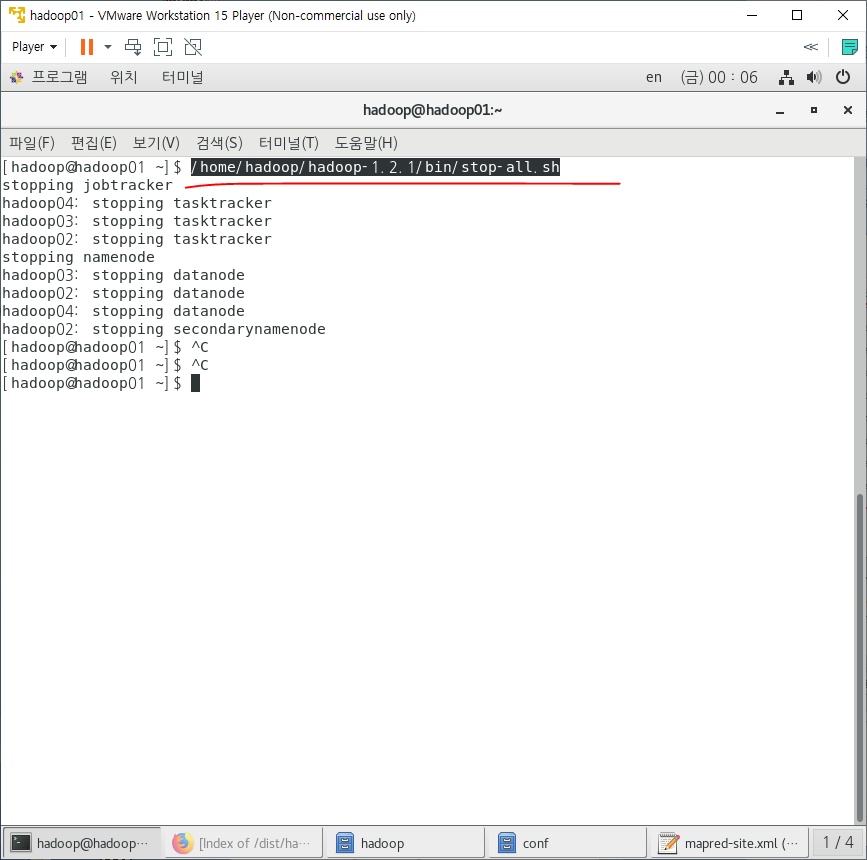 hadoop01 - VMware Workstation 15 Player (Non-commercial use only)
Player
프로그램 위치 터미널 en (금) 00 : 06
hadoop@hadoop01:~
파일(F) 편집(E) 보기(V) 검색(S) 터미널(T) 도움말(H)
[hadoop@hadoop01 ~]$ /home/hadoop/hadoop-1.2.1/bin/stop-all.sh
stopping jobtracker
hadoop04: stopping tasktracker
hadoop03: stopping tasktracker
hadoop02: stopping tasktracker
stopping namenode
hadoop03: stopping datanode
hadoop02: stopping datanode
hadoop04: stopping datanode
hadoop02: stopping secondarynamenode
[hadoop@hadoop01 ~]$ ^C
[hadoop@hadoop01 ~]$ ^C
[hadoop@hadoop01 ~]$
hadoop@hadoop··· [Index of /dist/ha··· hadoop conf mapred-site.xml (··· 1 / 4